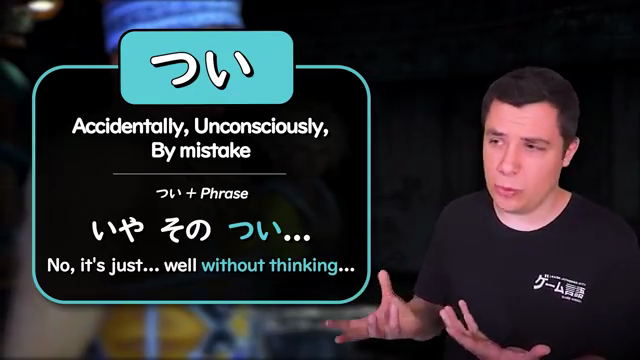 つい
Accidentally, Unconsciously,
By mistake
つい + Phrase
いや その つい...
No, it's just... well without thinking...
ゲーム言語